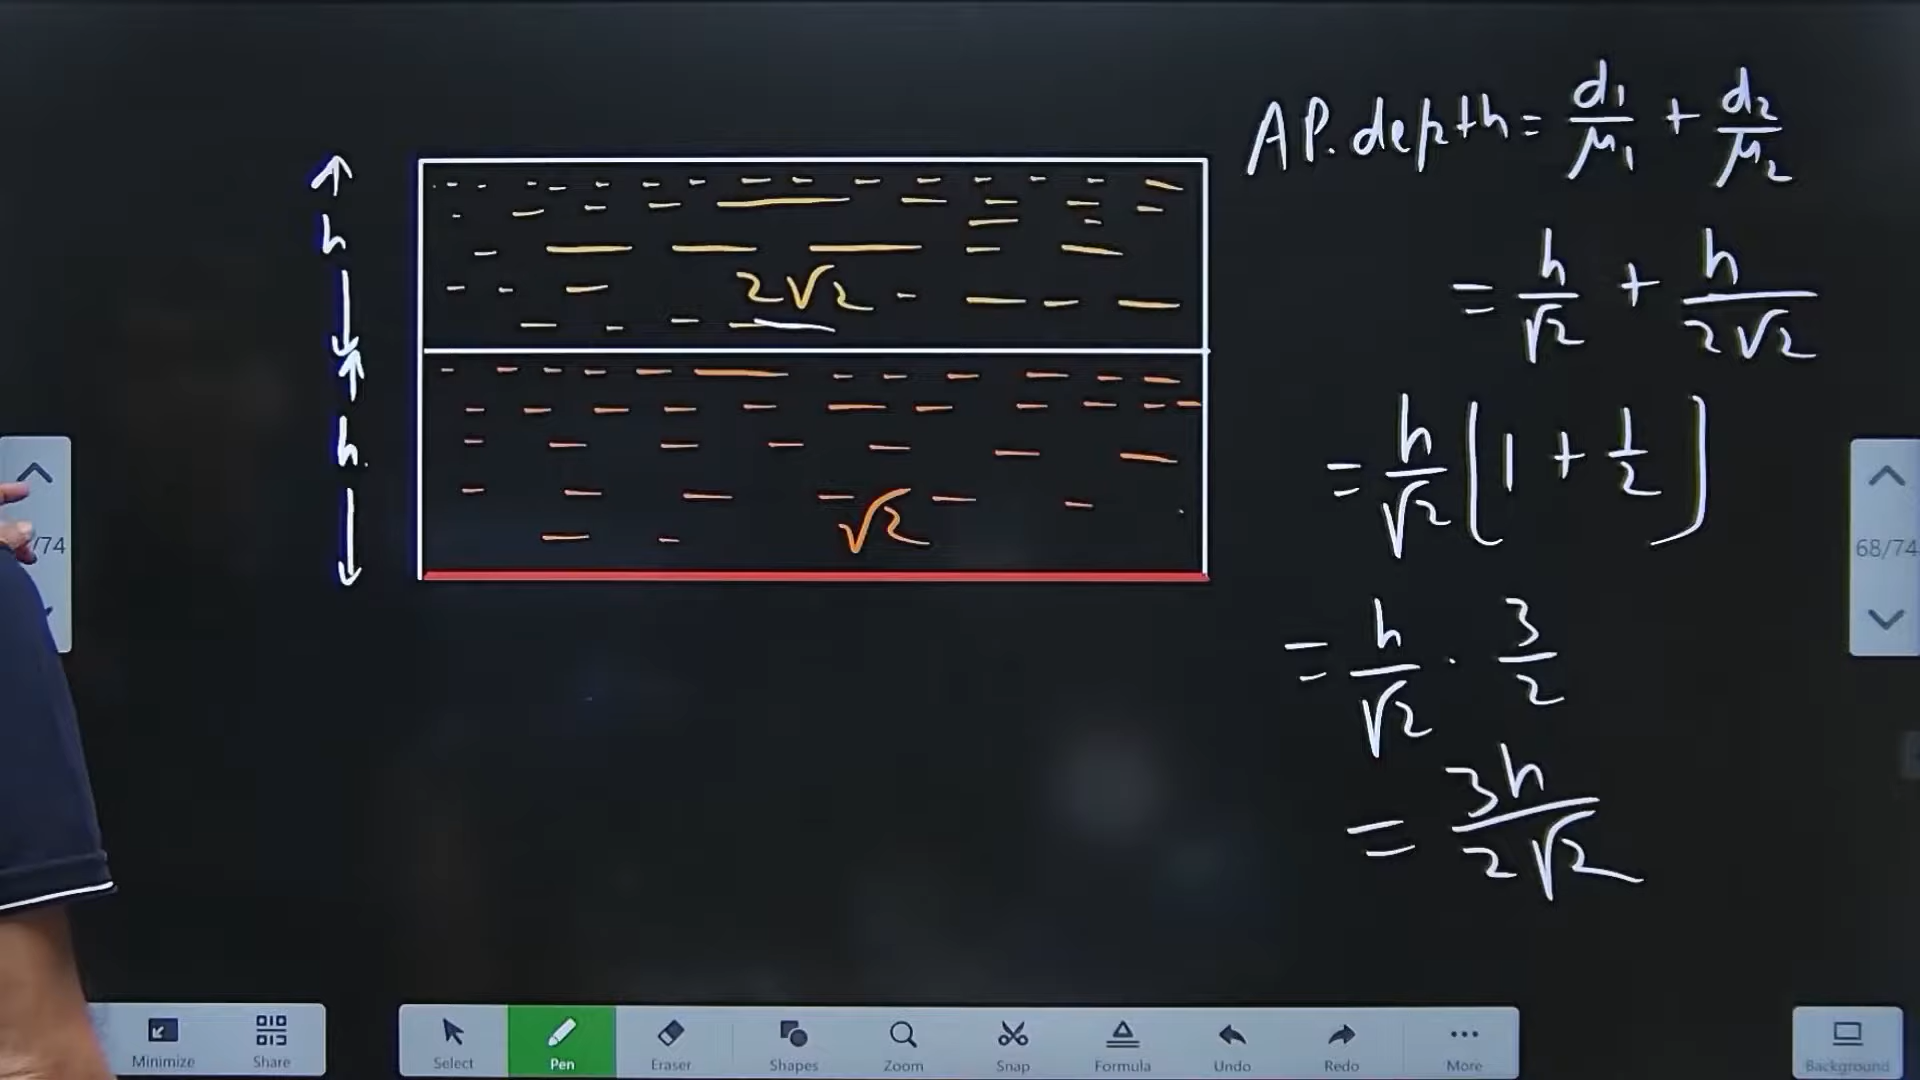 AP. depth = d₁/μ₁ + d₂/μ₂
= h/√2 + h/2√2
= h/√2 [1 + 1/2]
= h/√2 . 3/2
= 3h/2√2
h
2√2
h.
√2
/74
68/74
Minimize Share Select Pen Eraser Shapes Zoom Snap Formula Undo Redo More Background